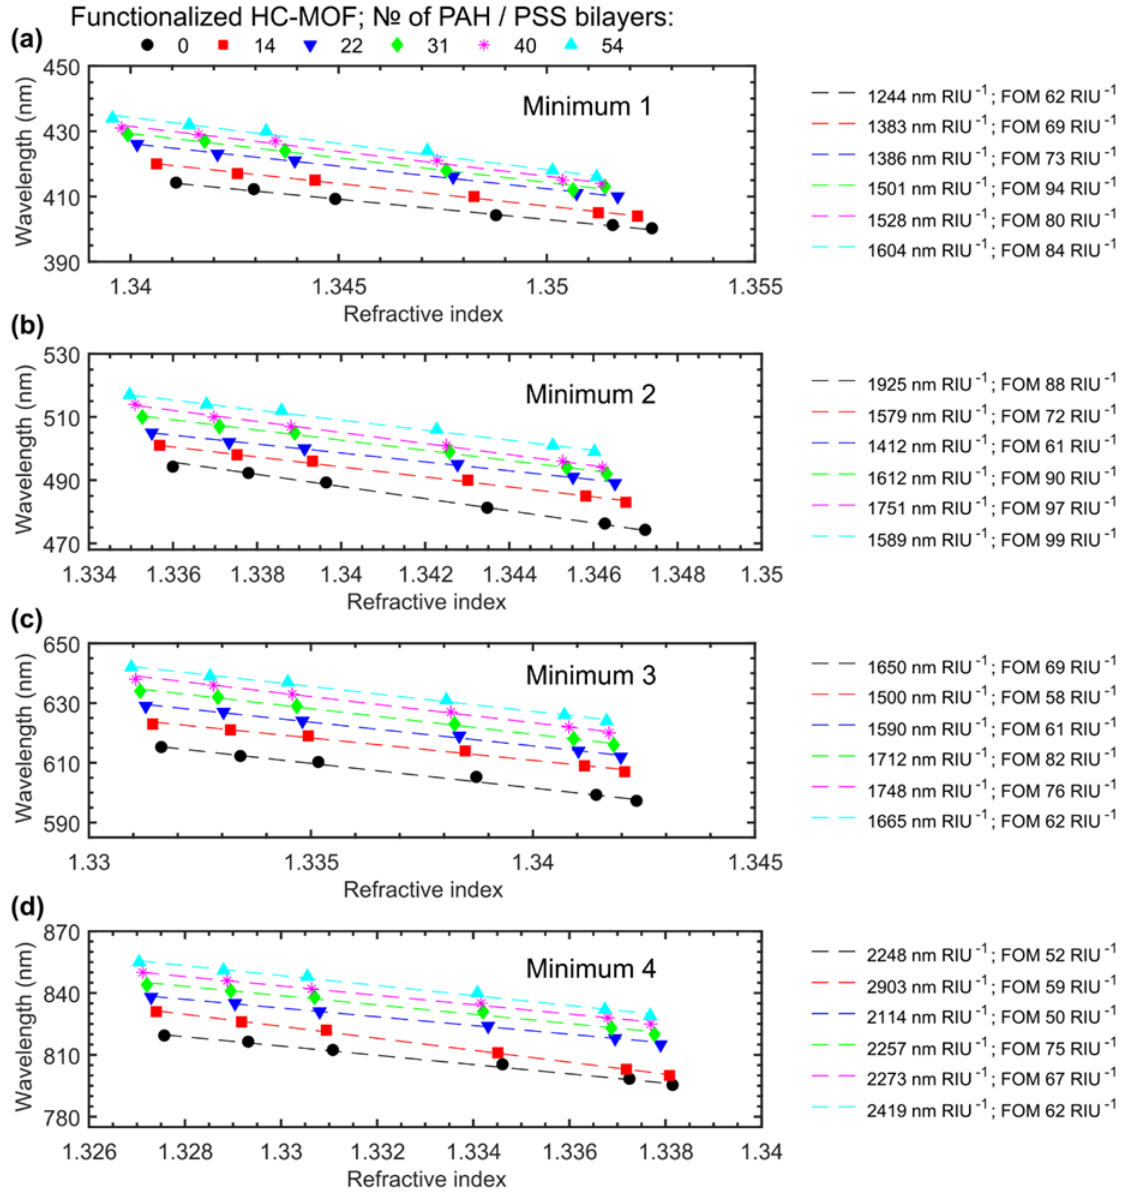 Functionalized HC-MOF; № of PAH / PSS bilayers:
(a)
0 14 22 31 40 54
Minimum 1
Wavelength (nm)
450
430
410
390
1.34 1.345 1.35 1.355
Refractive index
1244 nm RIU⁻¹; FOM 62 RIU⁻¹
1383 nm RIU⁻¹; FOM 69 RIU⁻¹
1386 nm RIU⁻¹; FOM 73 RIU⁻¹
1501 nm RIU⁻¹; FOM 94 RIU⁻¹
1528 nm RIU⁻¹; FOM 80 RIU⁻¹
1604 nm RIU⁻¹; FOM 84 RIU⁻¹
(b)
Minimum 2
Wavelength (nm)
530
510
490
470
1.334 1.336 1.338 1.34 1.342 1.344 1.346 1.348 1.35
Refractive index
1925 nm RIU⁻¹; FOM 88 RIU⁻¹
1579 nm RIU⁻¹; FOM 72 RIU⁻¹
1412 nm RIU⁻¹; FOM 61 RIU⁻¹
1612 nm RIU⁻¹; FOM 90 RIU⁻¹
1751 nm RIU⁻¹; FOM 97 RIU⁻¹
1589 nm RIU⁻¹; FOM 99 RIU⁻¹
(c)
Minimum 3
Wavelength (nm)
650
630
610
590
1.33 1.335 1.34 1.345
Refractive index
1650 nm RIU⁻¹; FOM 69 RIU⁻¹
1500 nm RIU⁻¹; FOM 58 RIU⁻¹
1590 nm RIU⁻¹; FOM 61 RIU⁻¹
1712 nm RIU⁻¹; FOM 82 RIU⁻¹
1748 nm RIU⁻¹; FOM 76 RIU⁻¹
1665 nm RIU⁻¹; FOM 62 RIU⁻¹
(d)
Minimum 4
Wavelength (nm)
870
840
810
780
1.326 1.328 1.33 1.332 1.334 1.336 1.338 1.34
Refractive index
2248 nm RIU⁻¹; FOM 52 RIU⁻¹
2903 nm RIU⁻¹; FOM 59 RIU⁻¹
2114 nm RIU⁻¹; FOM 50 RIU⁻¹
2257 nm RIU⁻¹; FOM 75 RIU⁻¹
2273 nm RIU⁻¹; FOM 67 RIU⁻¹
2419 nm RIU⁻¹; FOM 62 RIU⁻¹